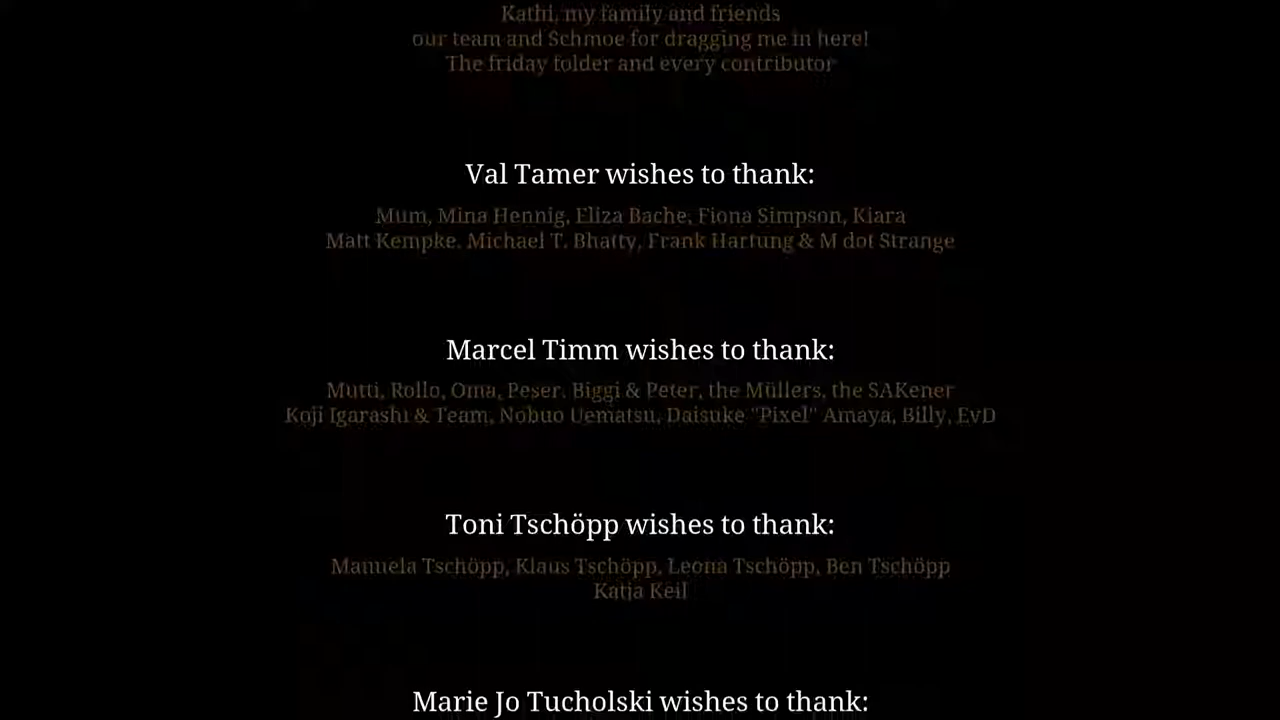 Kathi, my family and friends
our team and Schmoe for dragging me in here!
The friday folder and every contributor
Val Tamer wishes to thank:
Mum, Mina Hennig, Eliza Bache, Fiona Simpson, Kiara
Matt Kempke, Michael T. Bhatty, Frank Hartung & M dot Strange
Marcel Timm wishes to thank:
Mutti, Rollo, Oma, Peser, Biggi & Peter, the Müllers, the SAKener
Koji Igarashi & Team, Nobuo Uematsu, Daisuke "Pixel" Amaya, Billy, EvD
Toni Tschöpp wishes to thank:
Manuela Tschöpp, Klaus Tschöpp, Leona Tschöpp, Ben Tschöpp
Katja Keil
Marie Jo Tucholski wishes to thank: